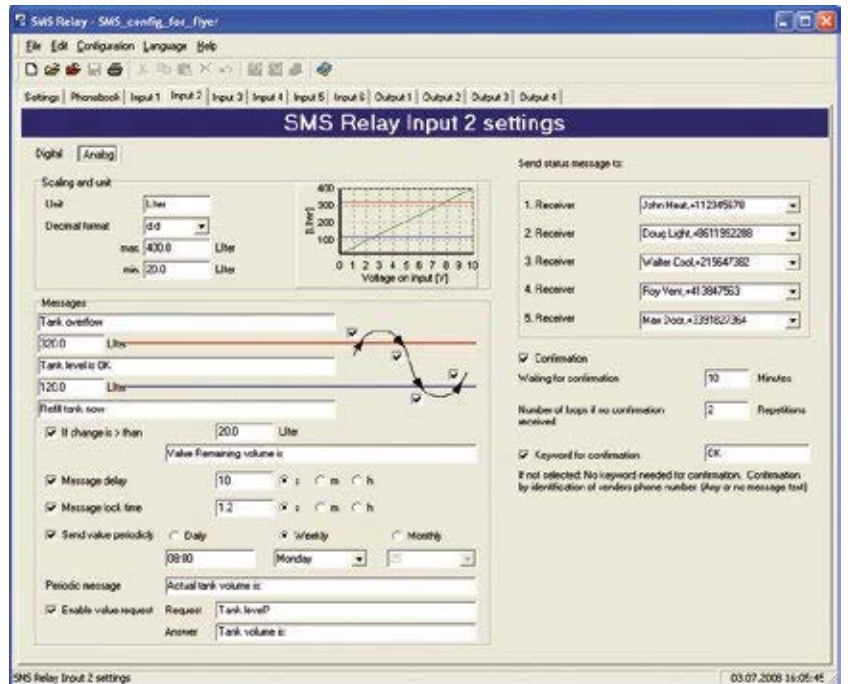 SMS Relay - SMS_config_for_flyer
File Edit Configuration Language Help
Settings Phonebook Input 1 Input 2 Input 3 Input 4 Input 5 Input 6 Output 1 Output 2 Output 3 Output 4
SMS Relay Input 2 settings
Digital Analog
Scaling and unit
Unit Liter
Decimal format d.d
max. 400.0 Liter
min. 20.0 Liter
[Liter]
400
300
200
100
0 1 2 3 4 5 6 7 8 9 10
Voltage on input [V]
Messages
Tank overflow
320.0 Liter
Tank level is OK
120.0 Liter
Refill tank now
If change is > than 20.0 Liter
Value Remaining volume is:
Message delay 10 s m h
Message lock time 1.2 s m h
Send value periodicly Daily Weekly Monthly
08:00 Monday
Periodic message Actual tank volume is:
Enable value request Request Tank level?
Answer Tank volume is:
Send status message to:
1. Receiver John Heat,+112345678
2. Receiver Doug Light,+8611952288
3. Receiver Walter Cool,+215647382
4. Receiver Roy Vent,+413847563
5. Receiver Max Door,+3391827364
Confirmation
Waiting for confirmation 10 Minutes
Number of loops if no confirmation received 2 Repetitions
Keyword for confirmation OK
If not selected: No keyword needed for confirmation. Confirmation
by identification of senders phone number (Any or no message text)
SMS Relay Input 2 settings 03.07.2008 16:05:45